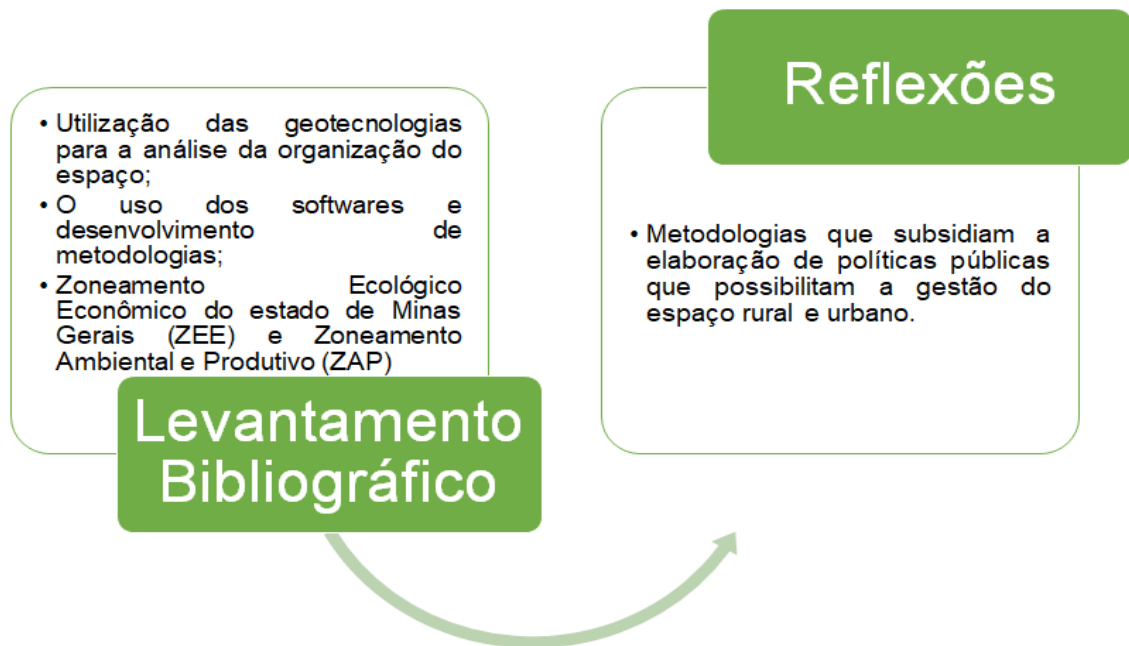 • Utilização das geotecnologias
para a análise da organização do
espaço;
• O uso dos softwares e
desenvolvimento de
metodologias;
• Zoneamento Ecológico
Econômico do estado de Minas
Gerais (ZEE) e Zoneamento
Ambiental e Produtivo (ZAP)
Levantamento
Bibliográfico
Reflexões
• Metodologias que subsidiam a
elaboração de políticas públicas
que possibilitam a gestão do
espaço rural e urbano.